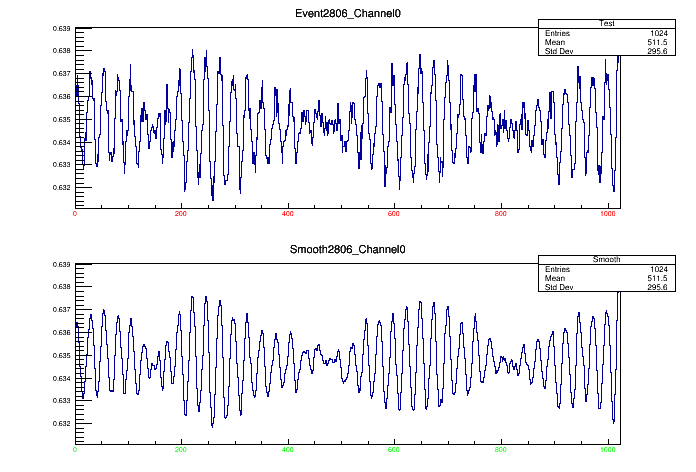 Event2806_Channel0
Test
Entries 1024
Mean 511.5
Std Dev 295.6
0.639
0.638
0.637
0.636
0.635
0.634
0.633
0.632
0 200 400 600 800 1000
Smooth2806_Channel0
Smooth
Entries 1024
Mean 511.5
Std Dev 295.6
0.639
0.638
0.637
0.636
0.635
0.634
0.633
0.632
0 200 400 600 800 1000